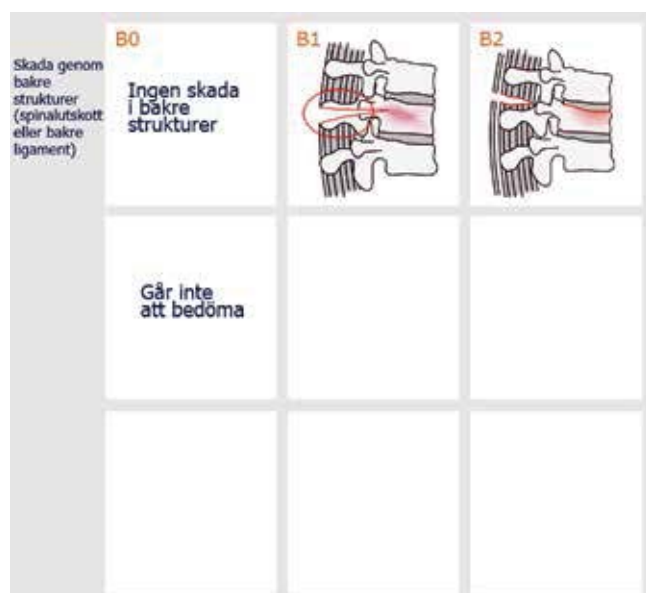 Skada genom
bakre
strukturer
(spinalutskott
eller bakre
ligament)
B0
Ingen skada
i bakre
strukturer
B1
B2
Går inte
att bedöma